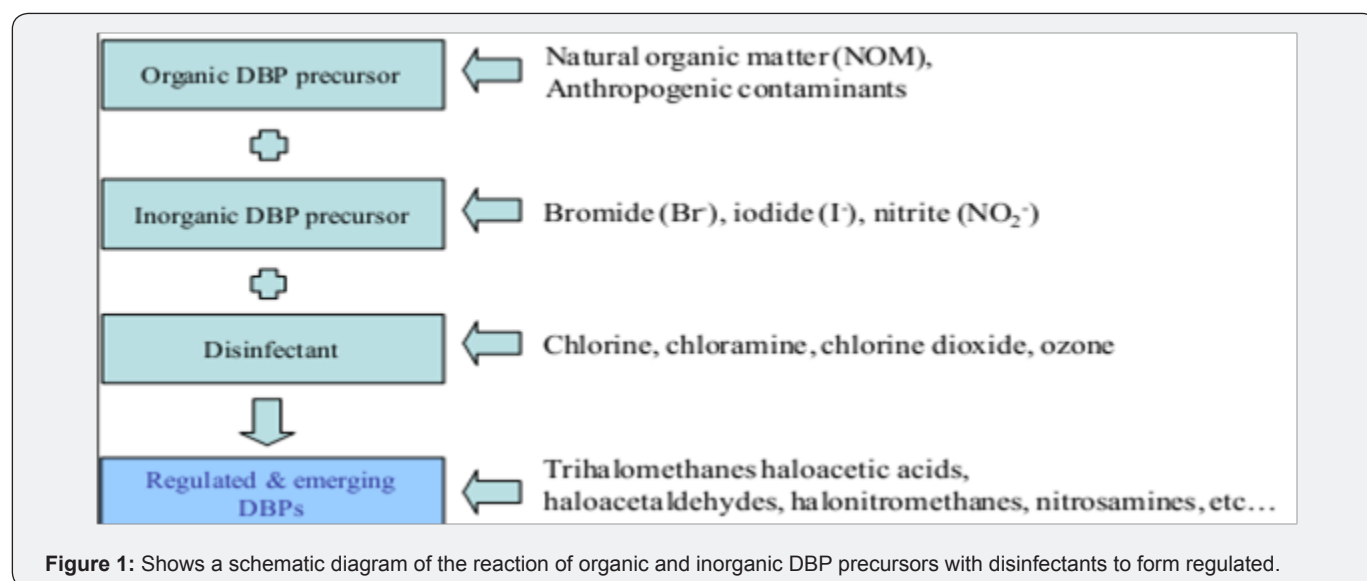 Organic DBP precursor
Natural organic matter (NOM),
Anthropogenic contaminants
Inorganic DBP precursor
Bromide (Br⁻), iodide (I⁻), nitrite (NO₂⁻)
Disinfectant
Chlorine, chloramine, chlorine dioxide, ozone
Regulated & emerging
DBPs
Trihalomethanes haloacetic acids,
haloacetaldehydes, halonitromethanes, nitrosamines, etc…
Figure 1: Shows a schematic diagram of the reaction of organic and inorganic DBP precursors with disinfectants to form regulated.